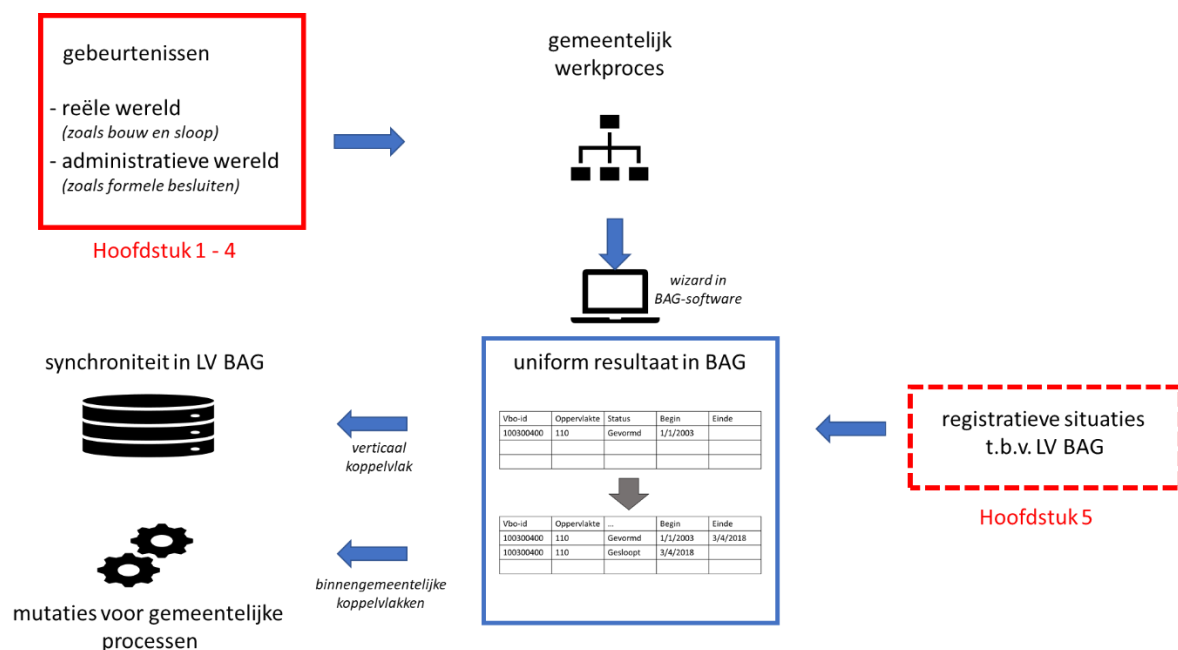 gebeurtenissen
- reële wereld
(zoals bouw en sloop)
- administratieve wereld
(zoals formele besluiten)
Hoofdstuk 1 - 4
gemeentelijk
werkproces
wizard in
BAG-software
synchroniteit in LV BAG
verticaal
koppelvlak
uniform resultaat in BAG
Vbo-id Oppervlakte Status Begin Einde
100300400 110 Gevormd 1/1/2003
Vbo-id Oppervlakte ... Begin Einde
100300400 110 Gevormd 1/1/2003 3/4/2018
100300400 110 Gesloopt 3/4/2018
registratieve situaties
t.b.v. LV BAG
Hoofdstuk 5
binnengemeentelijke
koppelvlakken
mutaties voor gemeentelijke
processen